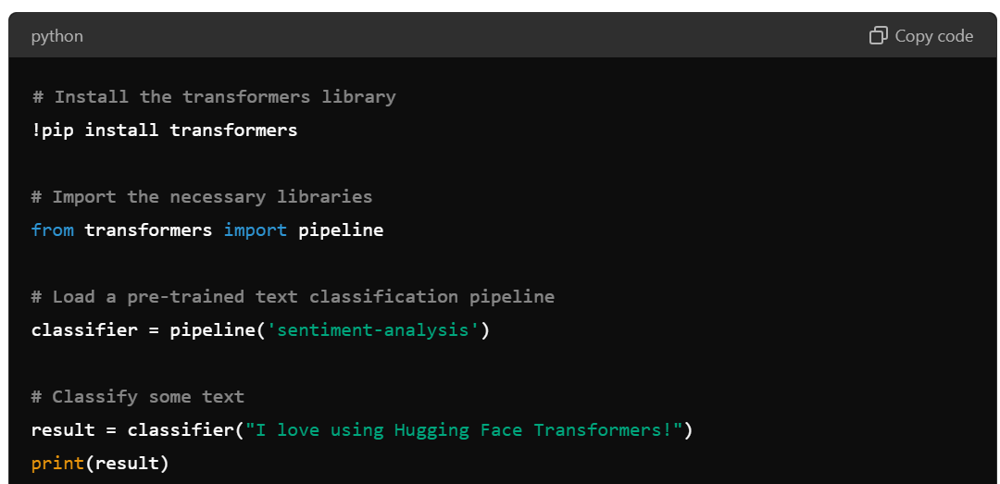 python
Copy code
# Install the transformers library
!pip install transformers
# Import the necessary libraries
from transformers import pipeline
# Load a pre-trained text classification pipeline
classifier = pipeline('sentiment-analysis')
# Classify some text
result = classifier("I love using Hugging Face Transformers!")
print(result)